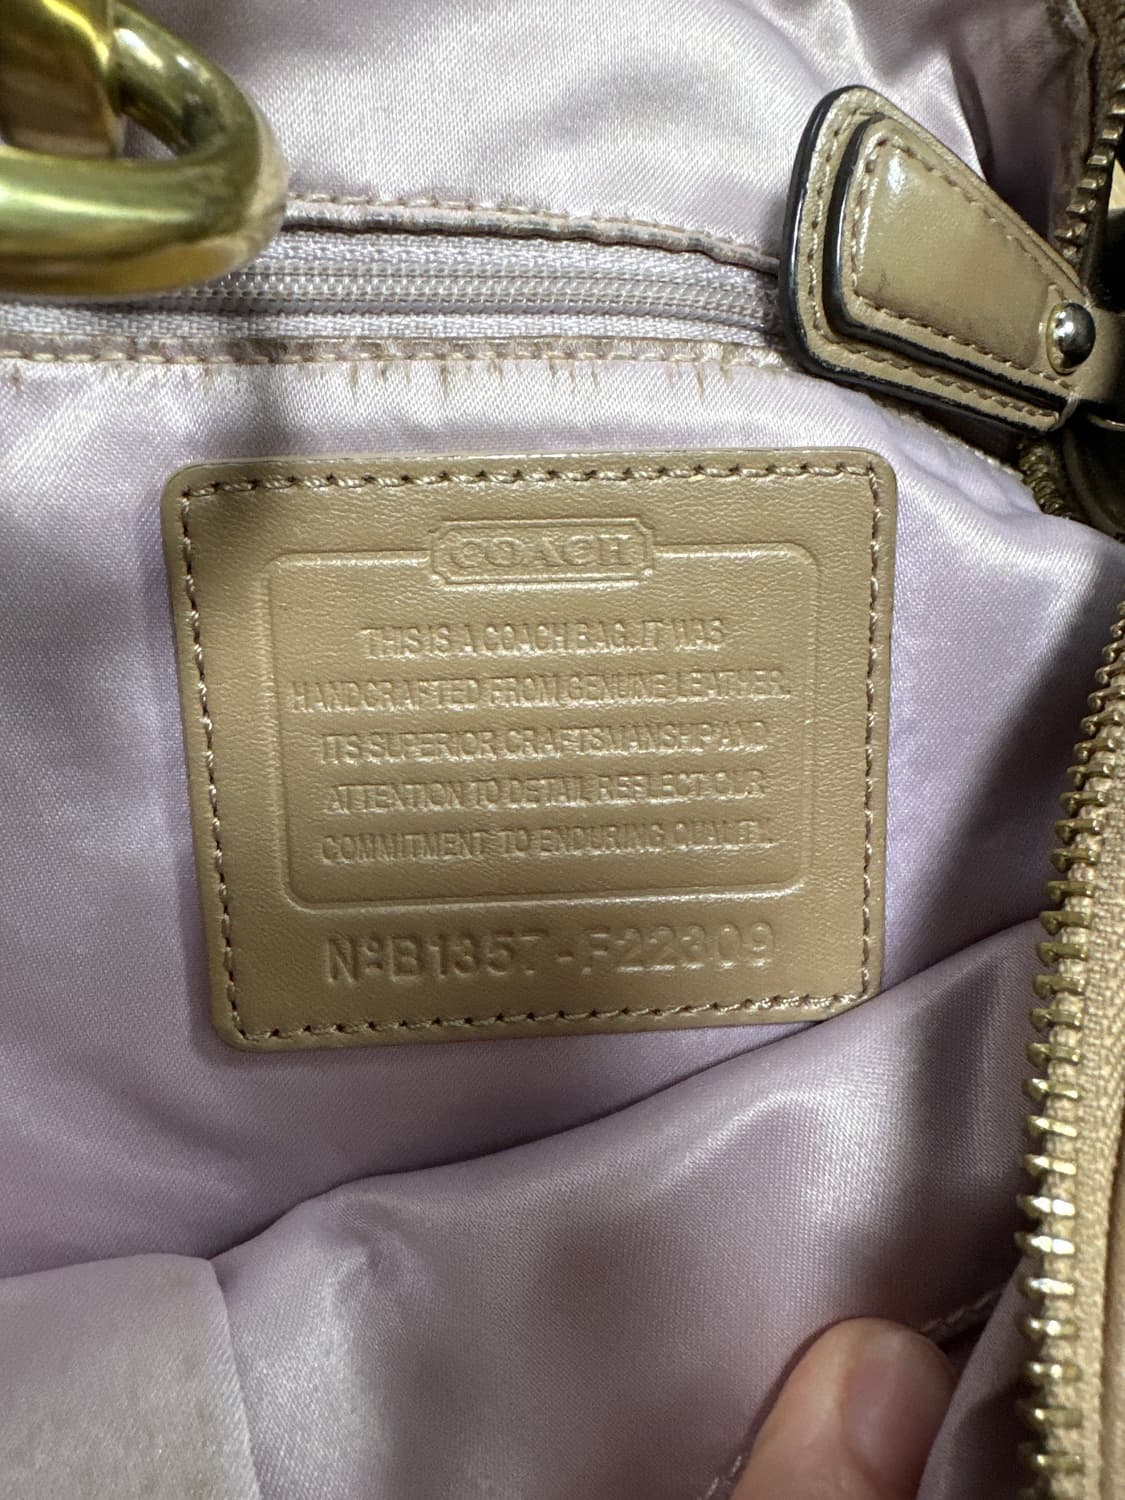 COACH
THIS IS A COACH BAG. IT WAS
HANDCRAFTED FROM GENUINE LEATHER.
ITS SUPERIOR CRAFTSMANSHIP AND
ATTENTION TO DETAIL REFLECT OUR
COMMITMENT TO ENDURING QUALITY.
Nº B1357-F22309